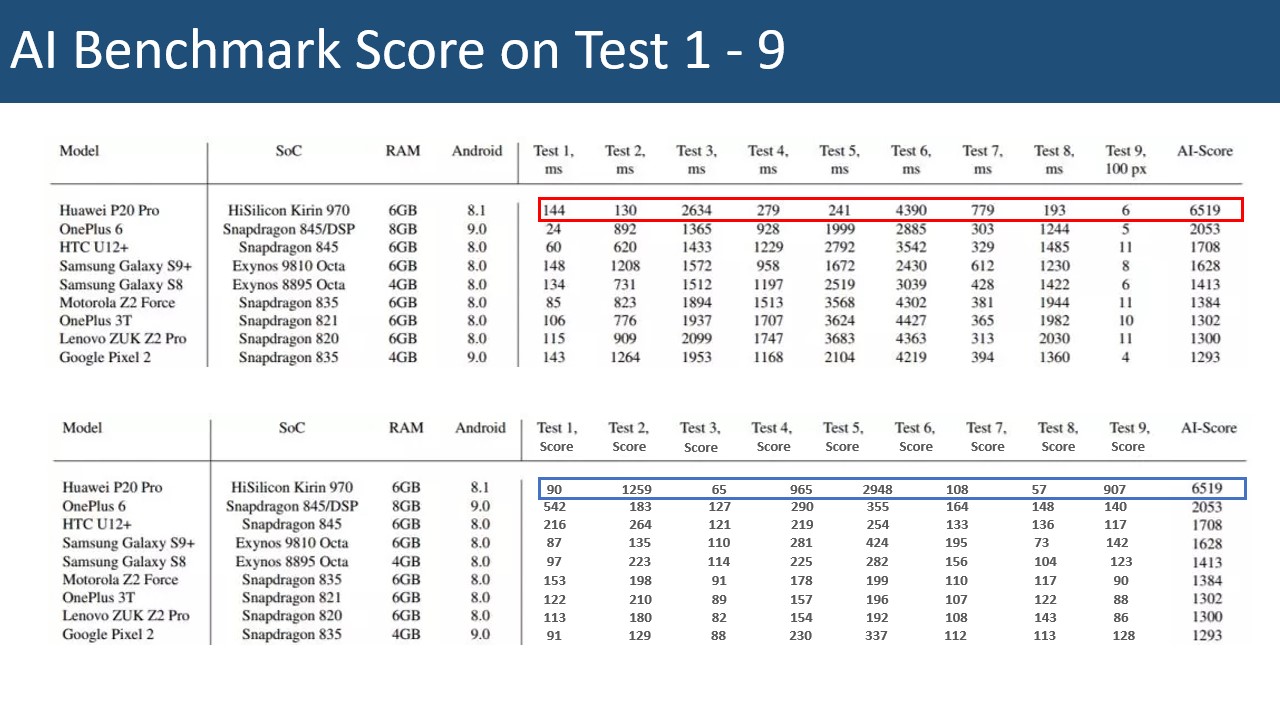 AI Benchmark Score on Test 1 - 9
Model SoC RAM Android Test 1, Test 2, Test 3, Test 4, Test 5, Test 6, Test 7, Test 8, Test 9, AI-Score
ms ms ms ms ms ms ms ms 100 px
Huawei P20 Pro HiSilicon Kirin 970 6GB 8.1 144 130 2634 279 241 4390 779 193 6 6519
OnePlus 6 Snapdragon 845/DSP 8GB 9.0 24 892 1365 928 1999 2885 303 1244 5 2053
HTC U12+ Snapdragon 845 6GB 8.0 60 620 1433 1229 2792 3542 329 1485 11 1708
Samsung Galaxy S9+ Exynos 9810 Octa 6GB 8.0 148 1208 1572 958 1672 2430 612 1230 8 1628
Samsung Galaxy S8 Exynos 8895 Octa 4GB 8.0 134 731 1512 1197 2519 3039 428 1422 6 1413
Motorola Z2 Force Snapdragon 835 6GB 8.0 85 823 1894 1513 3568 4302 381 1944 11 1384
OnePlus 3T Snapdragon 821 6GB 8.0 106 776 1937 1707 3624 4427 365 1982 10 1302
Lenovo ZUK Z2 Pro Snapdragon 820 6GB 8.0 115 909 2099 1747 3683 4363 313 2030 11 1300
Google Pixel 2 Snapdragon 835 4GB 9.0 143 1264 1953 1168 2104 4219 394 1360 4 1293
Model SoC RAM Android Test 1, Test 2, Test 3, Test 4, Test 5, Test 6, Test 7, Test 8, Test 9, AI-Score
Score Score Score Score Score Score Score Score Score
Huawei P20 Pro HiSilicon Kirin 970 6GB 8.1 90 1259 65 965 2948 108 57 907 6519
OnePlus 6 Snapdragon 845/DSP 8GB 9.0 542 183 127 290 355 164 148 140 2053
HTC U12+ Snapdragon 845 6GB 8.0 216 264 121 219 254 133 136 117 1708
Samsung Galaxy S9+ Exynos 9810 Octa 6GB 8.0 87 135 110 281 424 195 73 142 1628
Samsung Galaxy S8 Exynos 8895 Octa 4GB 8.0 97 223 114 225 282 156 104 123 1413
Motorola Z2 Force Snapdragon 835 6GB 8.0 153 198 91 178 199 110 117 90 1384
OnePlus 3T Snapdragon 821 6GB 8.0 122 210 89 157 196 107 122 88 1302
Lenovo ZUK Z2 Pro Snapdragon 820 6GB 8.0 113 180 82 154 192 108 143 86 1300
Google Pixel 2 Snapdragon 835 4GB 9.0 91 129 88 230 337 112 113 128 1293